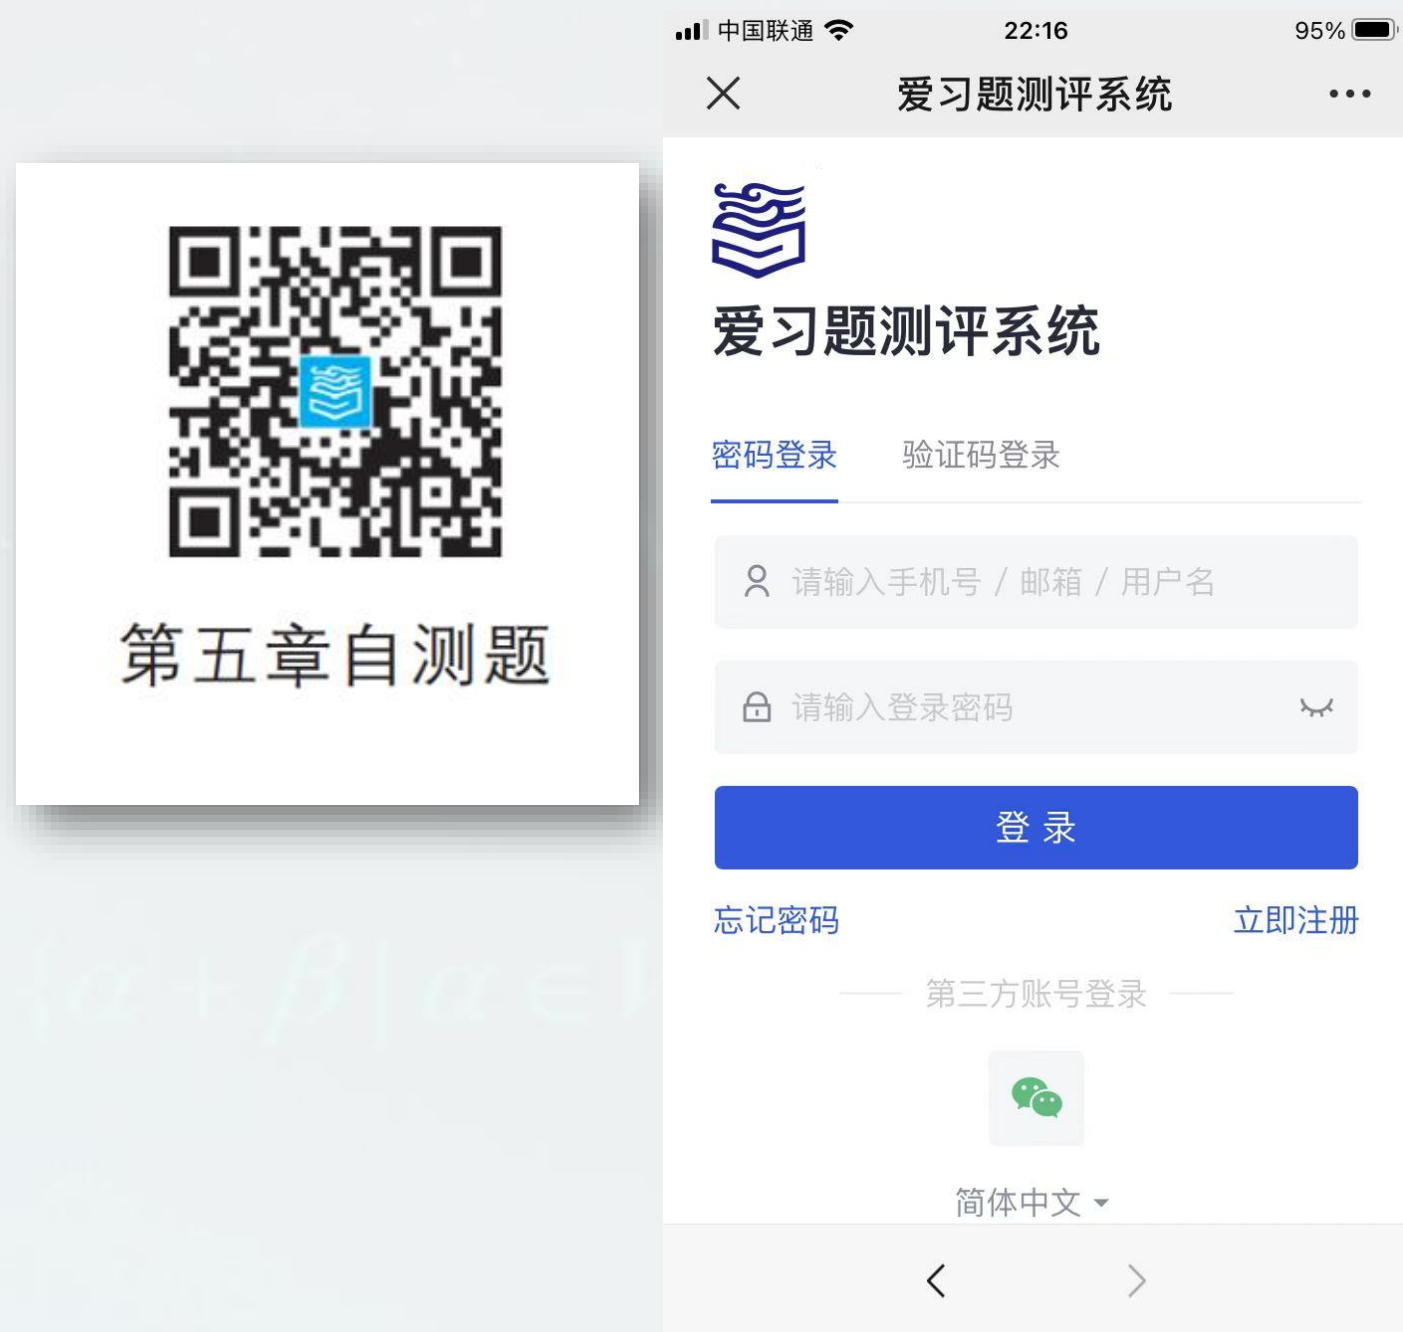 第五章自测题
{α + β | α ∈ V
中国联通 22:16 95%
爱习题测评系统
爱习题测评系统
密码登录 验证码登录
请输入手机号 / 邮箱 / 用户名
请输入登录密码
登 录
忘记密码 立即注册
第三方账号登录
简体中文